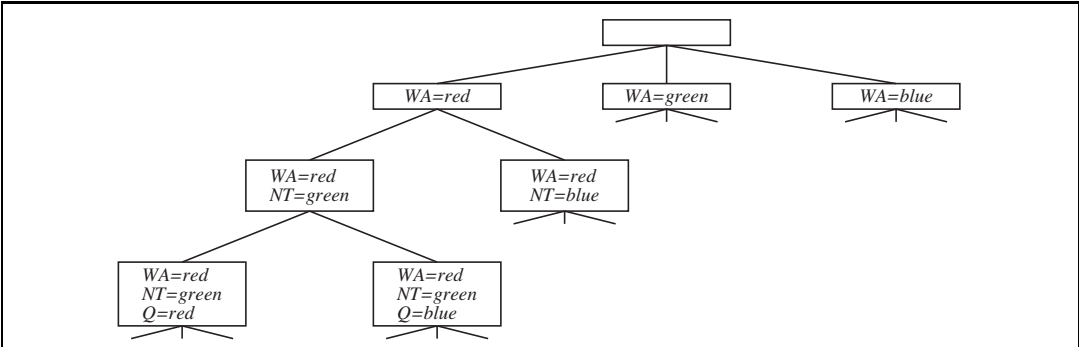 WA=red
WA=green
WA=blue
WA=red
NT=green
WA=red
NT=blue
WA=red
NT=green
Q=red
WA=red
NT=green
Q=blue